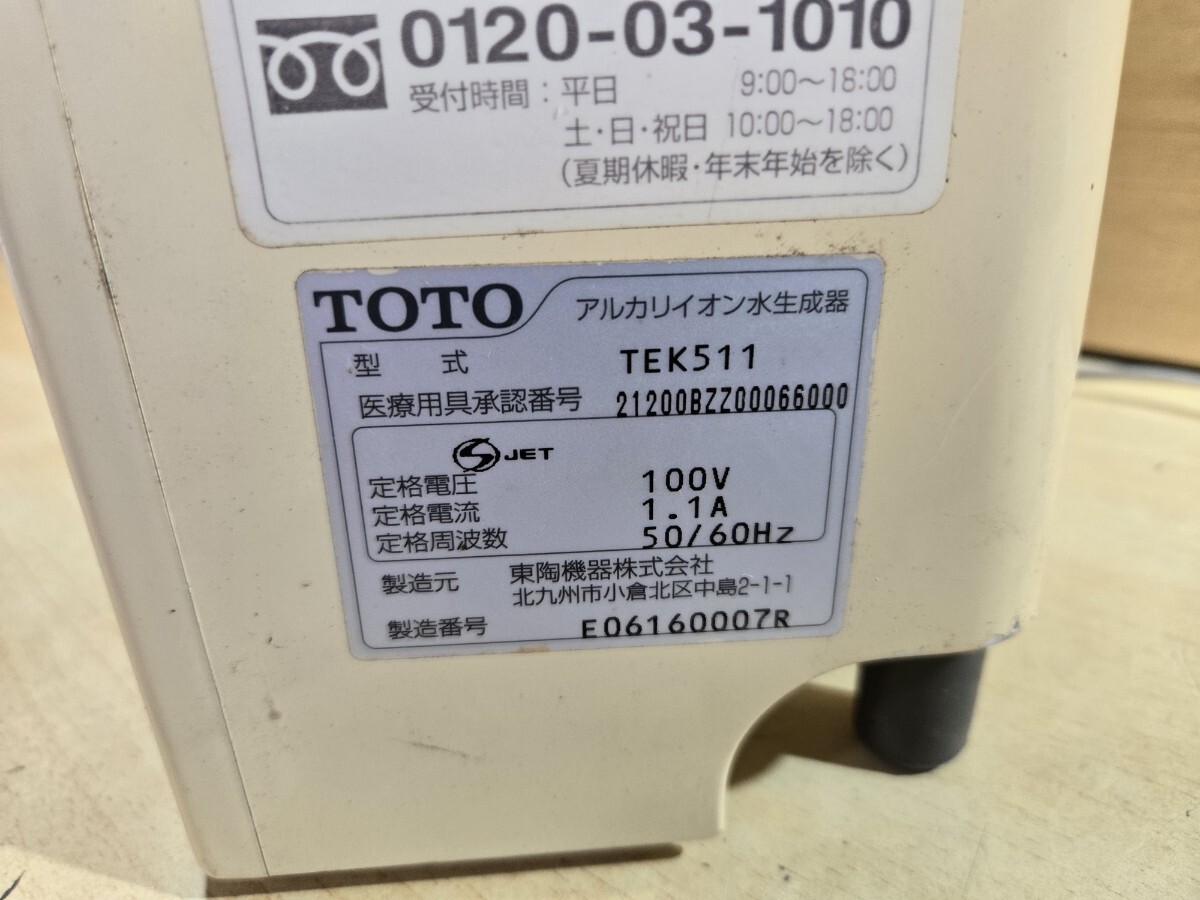 0120-03-1010
受付時間：平日 9:00～18:00
土・日・祝日 10:00～18:00
（夏期休暇・年末年始を除く）
TOTO アルカリイオン水生成器
型 式 TEK511
医療用具承認番号 21200BZZ00066000
S JET
定格電圧 100V
定格電流 1.1A
定格周波数 50/60Hz
製造元 東陶機器株式会社
北九州市小倉北区中島2-1-1
製造番号 E06160007R